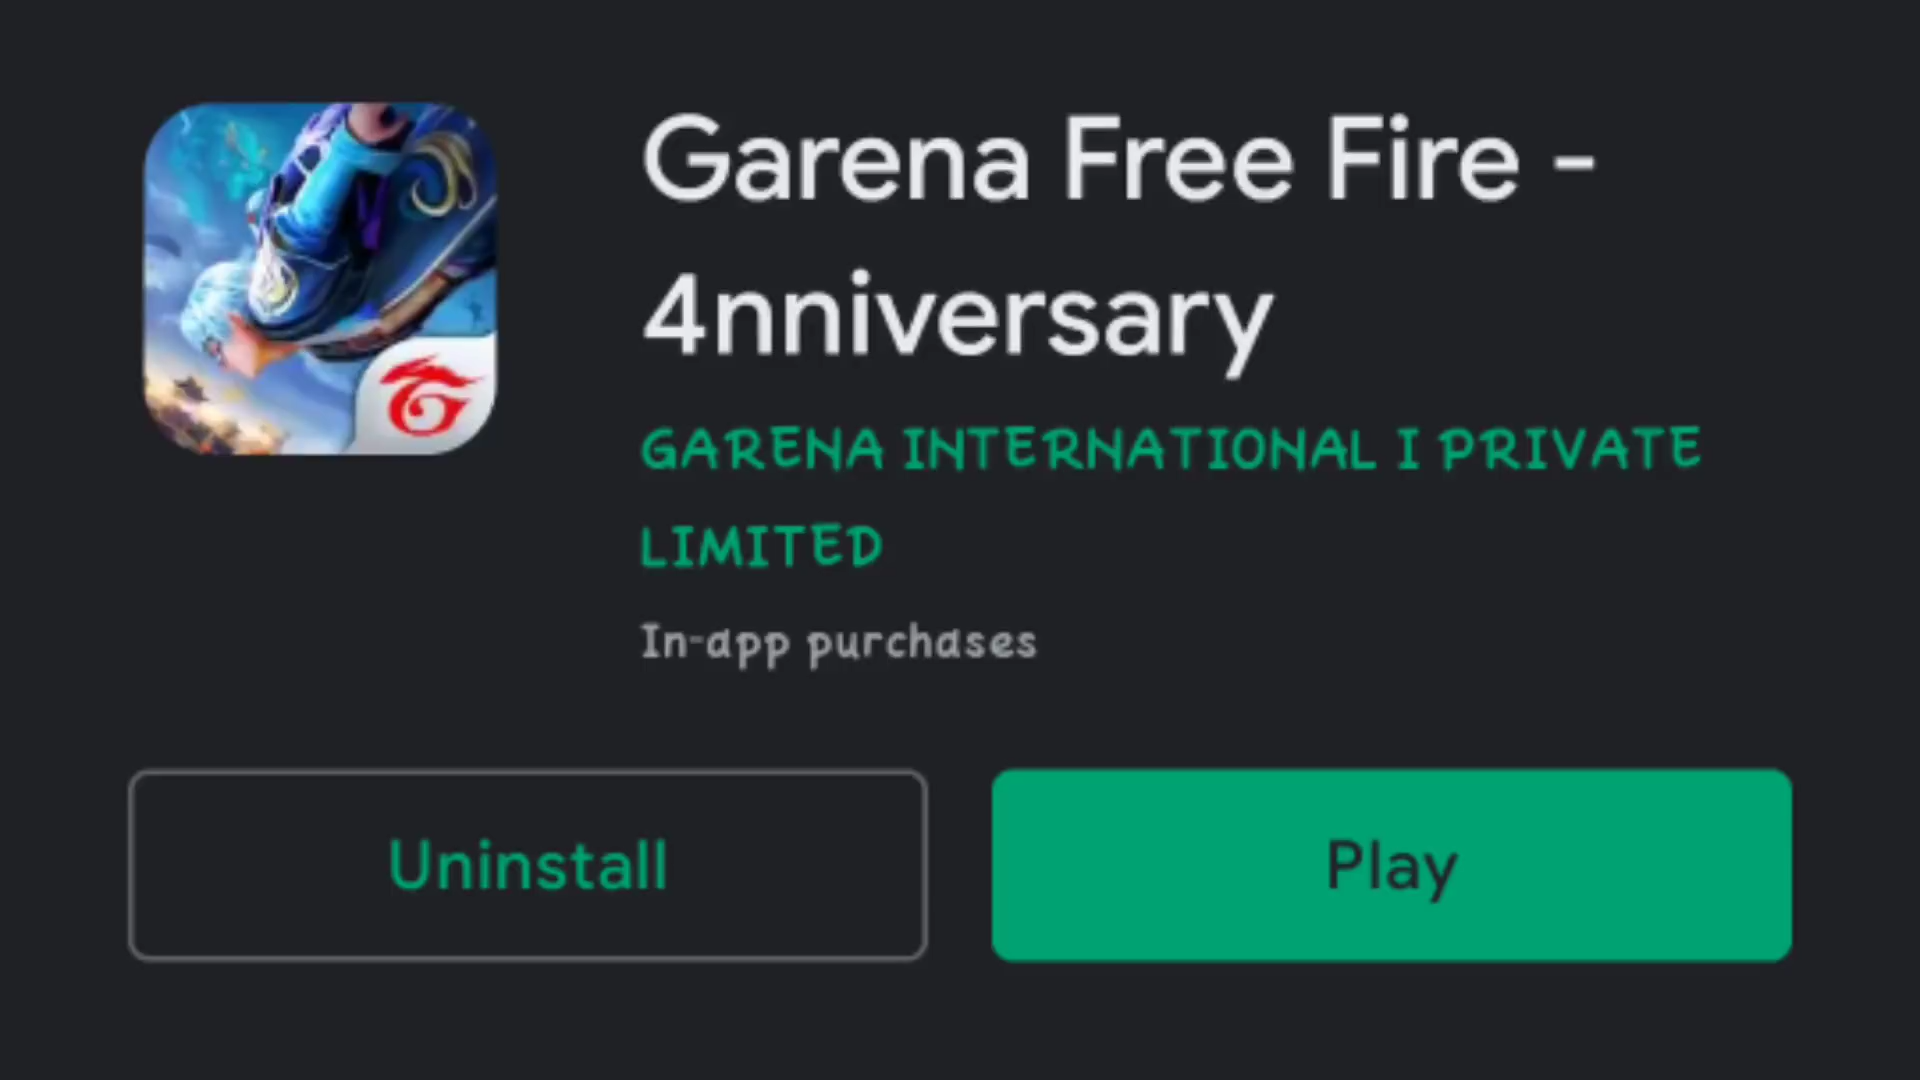 Garena Free Fire -
4nniversary
GARENA INTERNATIONAL I PRIVATE
LIMITED
In-app purchases
Uninstall
Play